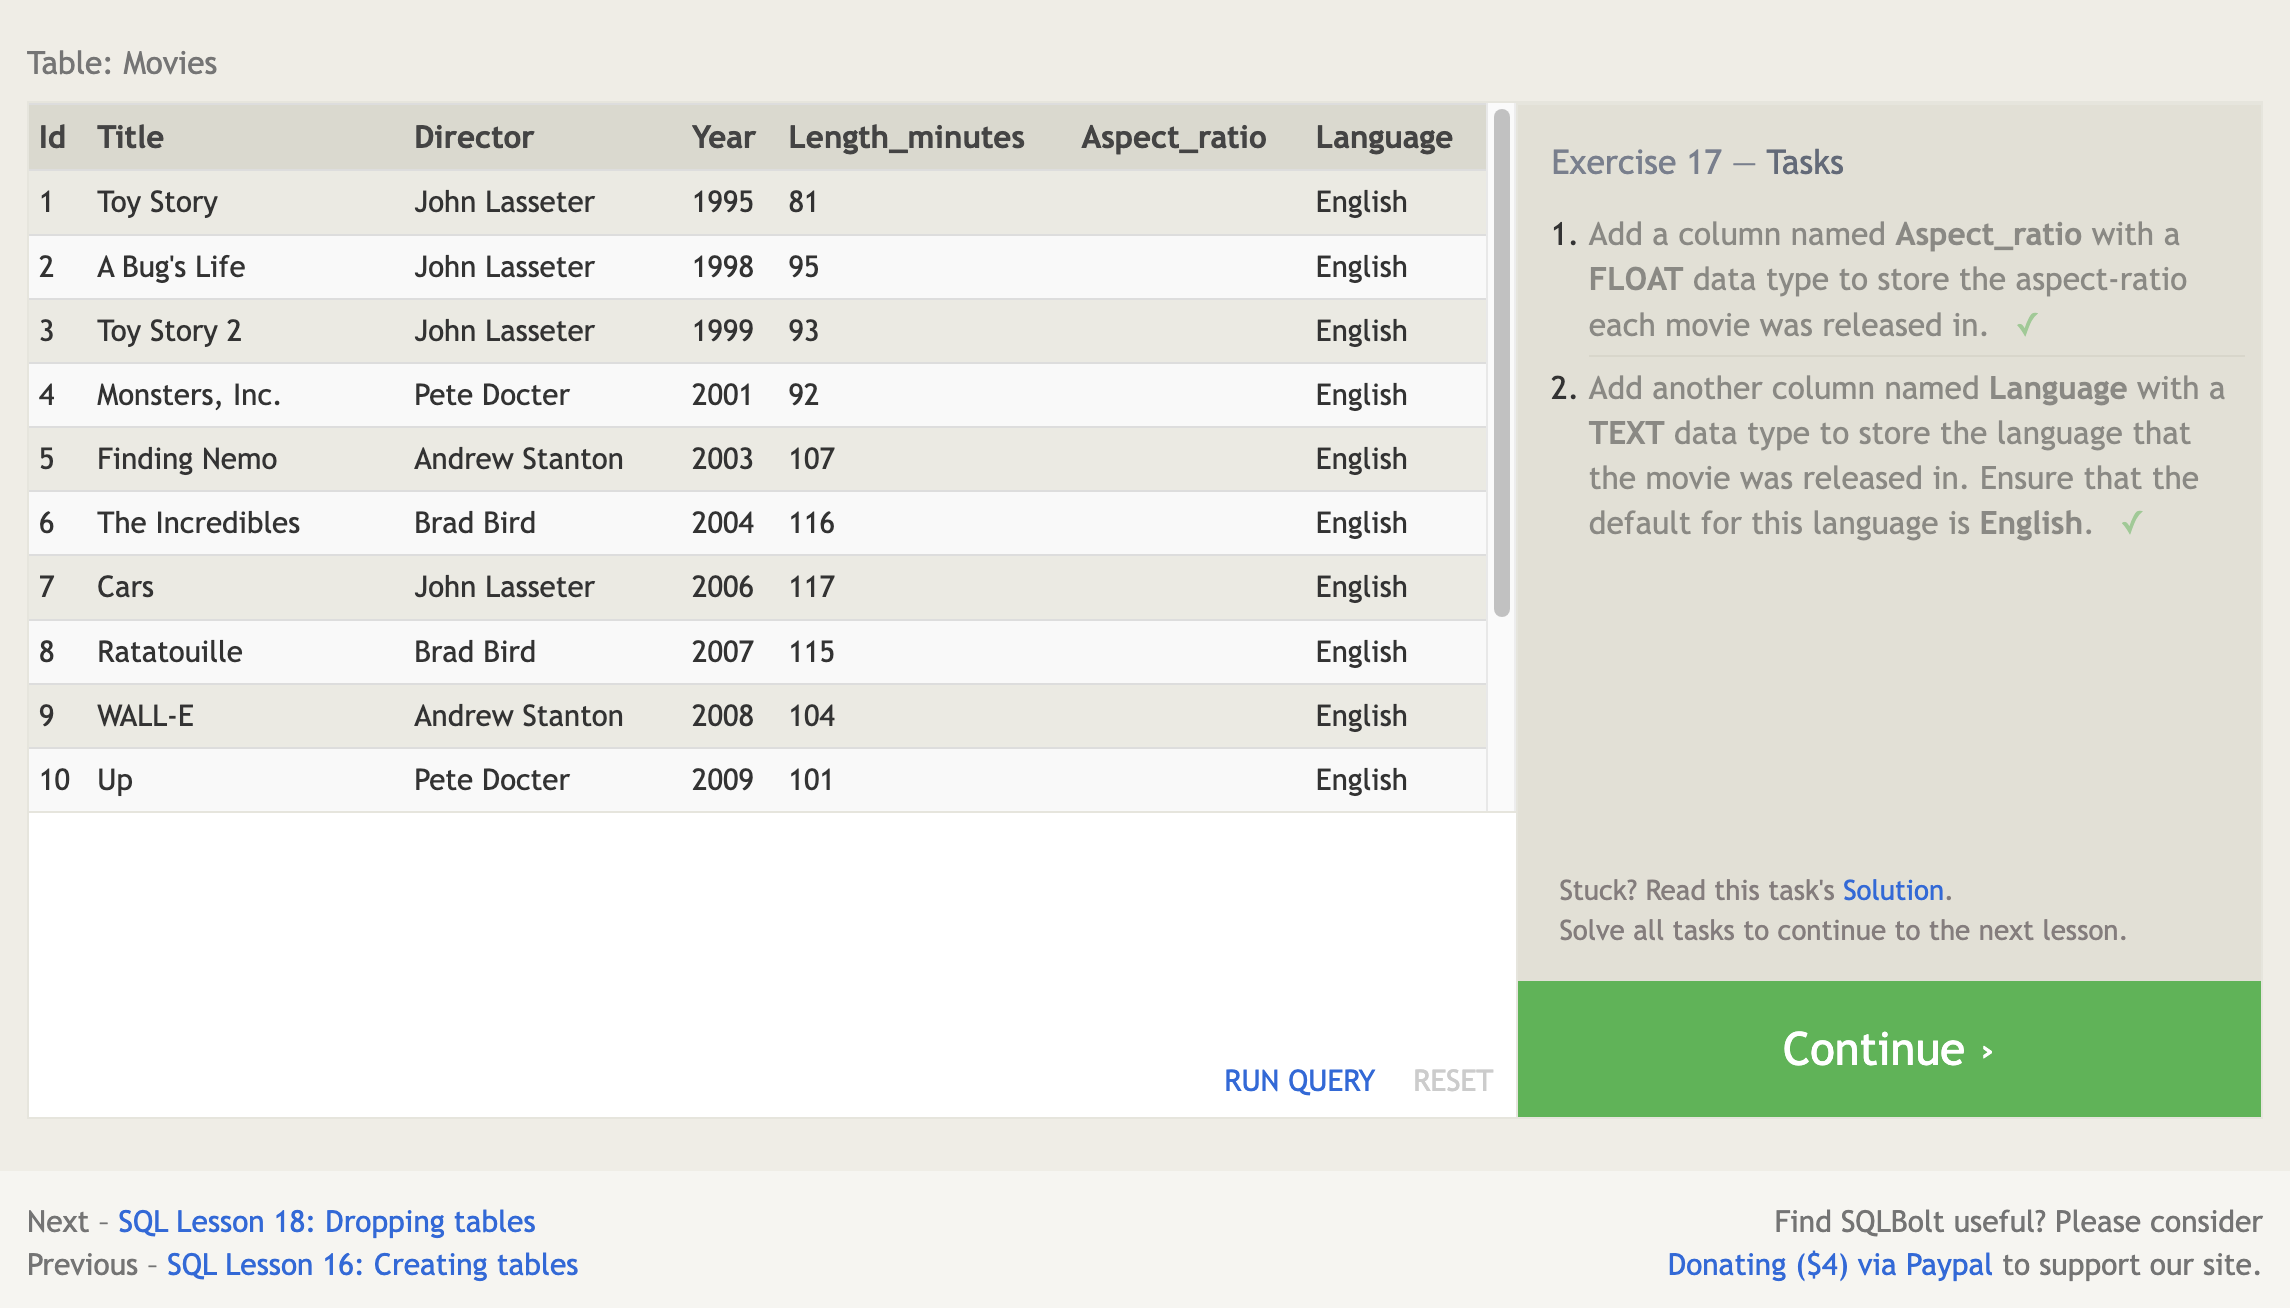 Table: Movies
Id Title Director Year Length_minutes Aspect_ratio Language
1 Toy Story John Lasseter 1995 81 English
2 A Bug's Life John Lasseter 1998 95 English
3 Toy Story 2 John Lasseter 1999 93 English
4 Monsters, Inc. Pete Docter 2001 92 English
5 Finding Nemo Andrew Stanton 2003 107 English
6 The Incredibles Brad Bird 2004 116 English
7 Cars John Lasseter 2006 117 English
8 Ratatouille Brad Bird 2007 115 English
9 WALL-E Andrew Stanton 2008 104 English
10 Up Pete Docter 2009 101 English
RUN QUERY RESET
Exercise 17 — Tasks
1. Add a column named Aspect_ratio with a
FLOAT data type to store the aspect-ratio
each movie was released in. ✓
2. Add another column named Language with a
TEXT data type to store the language that
the movie was released in. Ensure that the
default for this language is English. ✓
Stuck? Read this task's Solution.
Solve all tasks to continue to the next lesson.
Continue ›
Next – SQL Lesson 18: Dropping tables
Previous – SQL Lesson 16: Creating tables
Find SQLBolt useful? Please consider
Donating ($4) via Paypal to support our site.